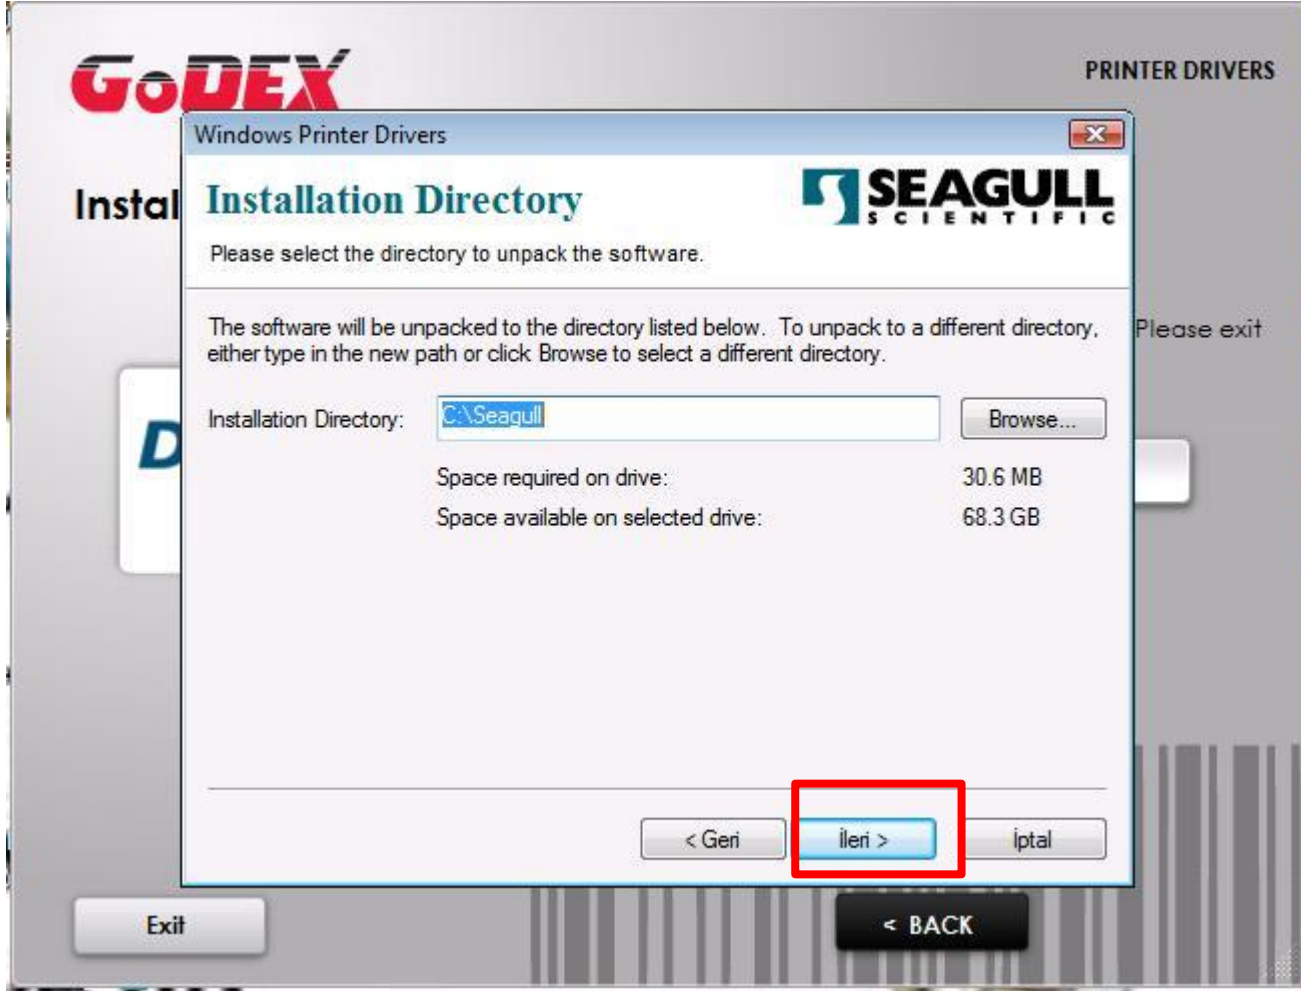 GoDEX
PRINTER DRIVERS
Windows Printer Drivers
Instal
Installation Directory
SEAGULL
SCIENTIFIC
Please select the directory to unpack the software.
The software will be unpacked to the directory listed below. To unpack to a different directory,
either type in the new path or click Browse to select a different directory.
Please exit
Installation Directory:
C:\Seagull
Browse...
D
Space required on drive:
30.6 MB
Space available on selected drive:
68.3 GB
< Geri
İleri >
İptal
Exit
< BACK